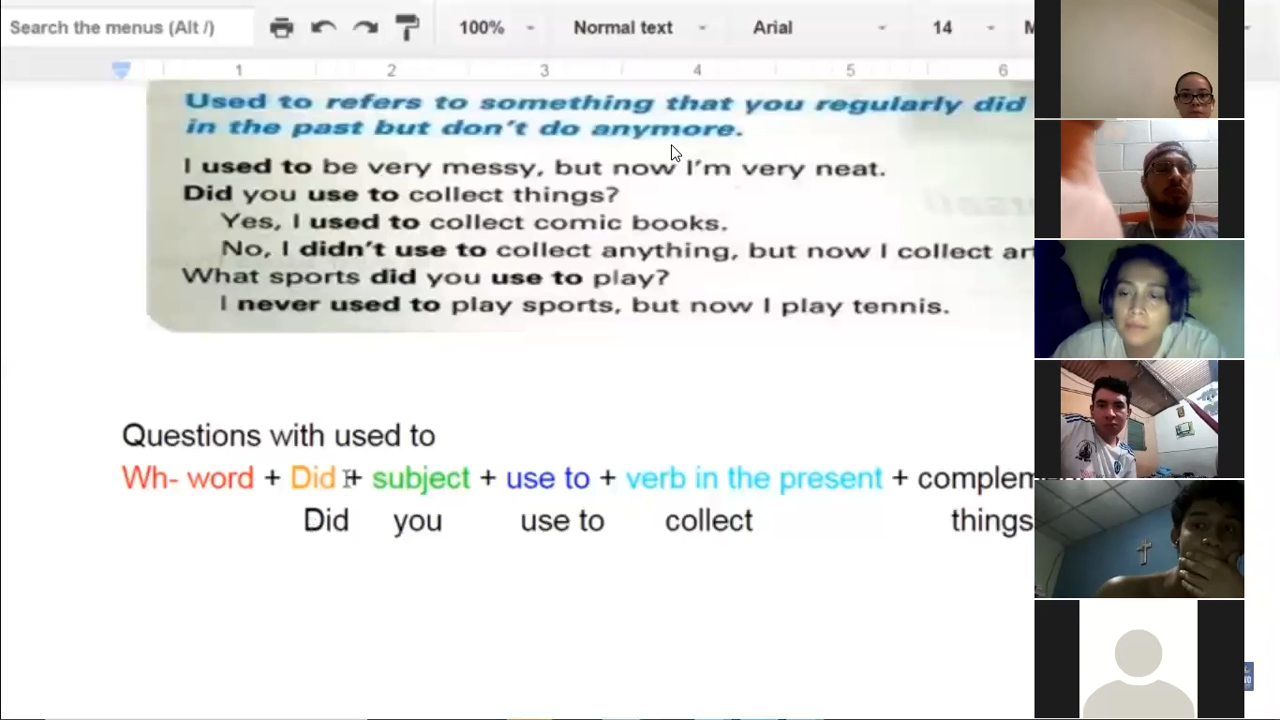 Search the menus (Alt /)
100%
Normal text
Arial
14
1 2 3 4 5 6
Used to refers to something that you regularly did
in the past but don't do anymore.
I used to be very messy, but now I'm very neat.
Did you use to collect things?
Yes, I used to collect comic books.
No, I didn't use to collect anything, but now I collect
What sports did you use to play?
I never used to play sports, but now I play tennis.
Questions with used to
Wh- word + Did + subject + use to + verb in the present + complem
Did you use to collect things